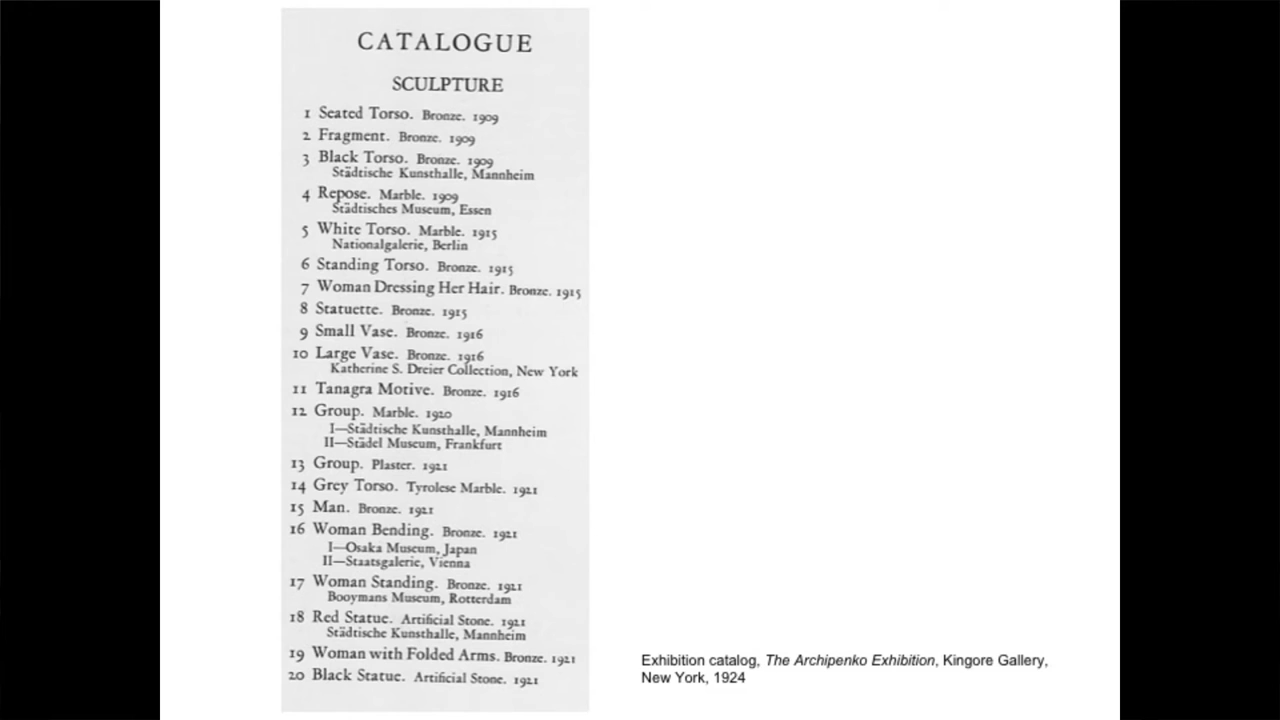 CATALOGUE
SCULPTURE
1 Seated Torso. Bronze. 1909
2 Fragment. Bronze. 1909
3 Black Torso. Bronze. 1909
Städtische Kunsthalle, Mannheim
4 Repose. Marble. 1909
Städtisches Museum, Essen
5 White Torso. Marble. 1915
Nationalgalerie, Berlin
6 Standing Torso. Bronze. 1915
7 Woman Dressing Her Hair. Bronze. 1915
8 Statuette. Bronze. 1915
9 Small Vase. Bronze. 1916
10 Large Vase. Bronze. 1916
Katherine S. Dreier Collection, New York
11 Tanagra Motive. Bronze. 1916
12 Group. Marble. 1920
I—Städtische Kunsthalle, Mannheim
II—Städel Museum, Frankfurt
13 Group. Plaster. 1921
14 Grey Torso. Tyrolese Marble. 1921
15 Man. Bronze. 1921
16 Woman Bending. Bronze. 1921
I—Osaka Museum, Japan
II—Staatsgalerie, Vienna
17 Woman Standing. Bronze. 1921
Booymans Museum, Rotterdam
18 Red Statue. Artificial Stone. 1921
Städtische Kunsthalle, Mannheim
19 Woman with Folded Arms. Bronze. 1921
20 Black Statue. Artificial Stone. 1921
Exhibition catalog, The Archipenko Exhibition, Kingore Gallery,
New York, 1924